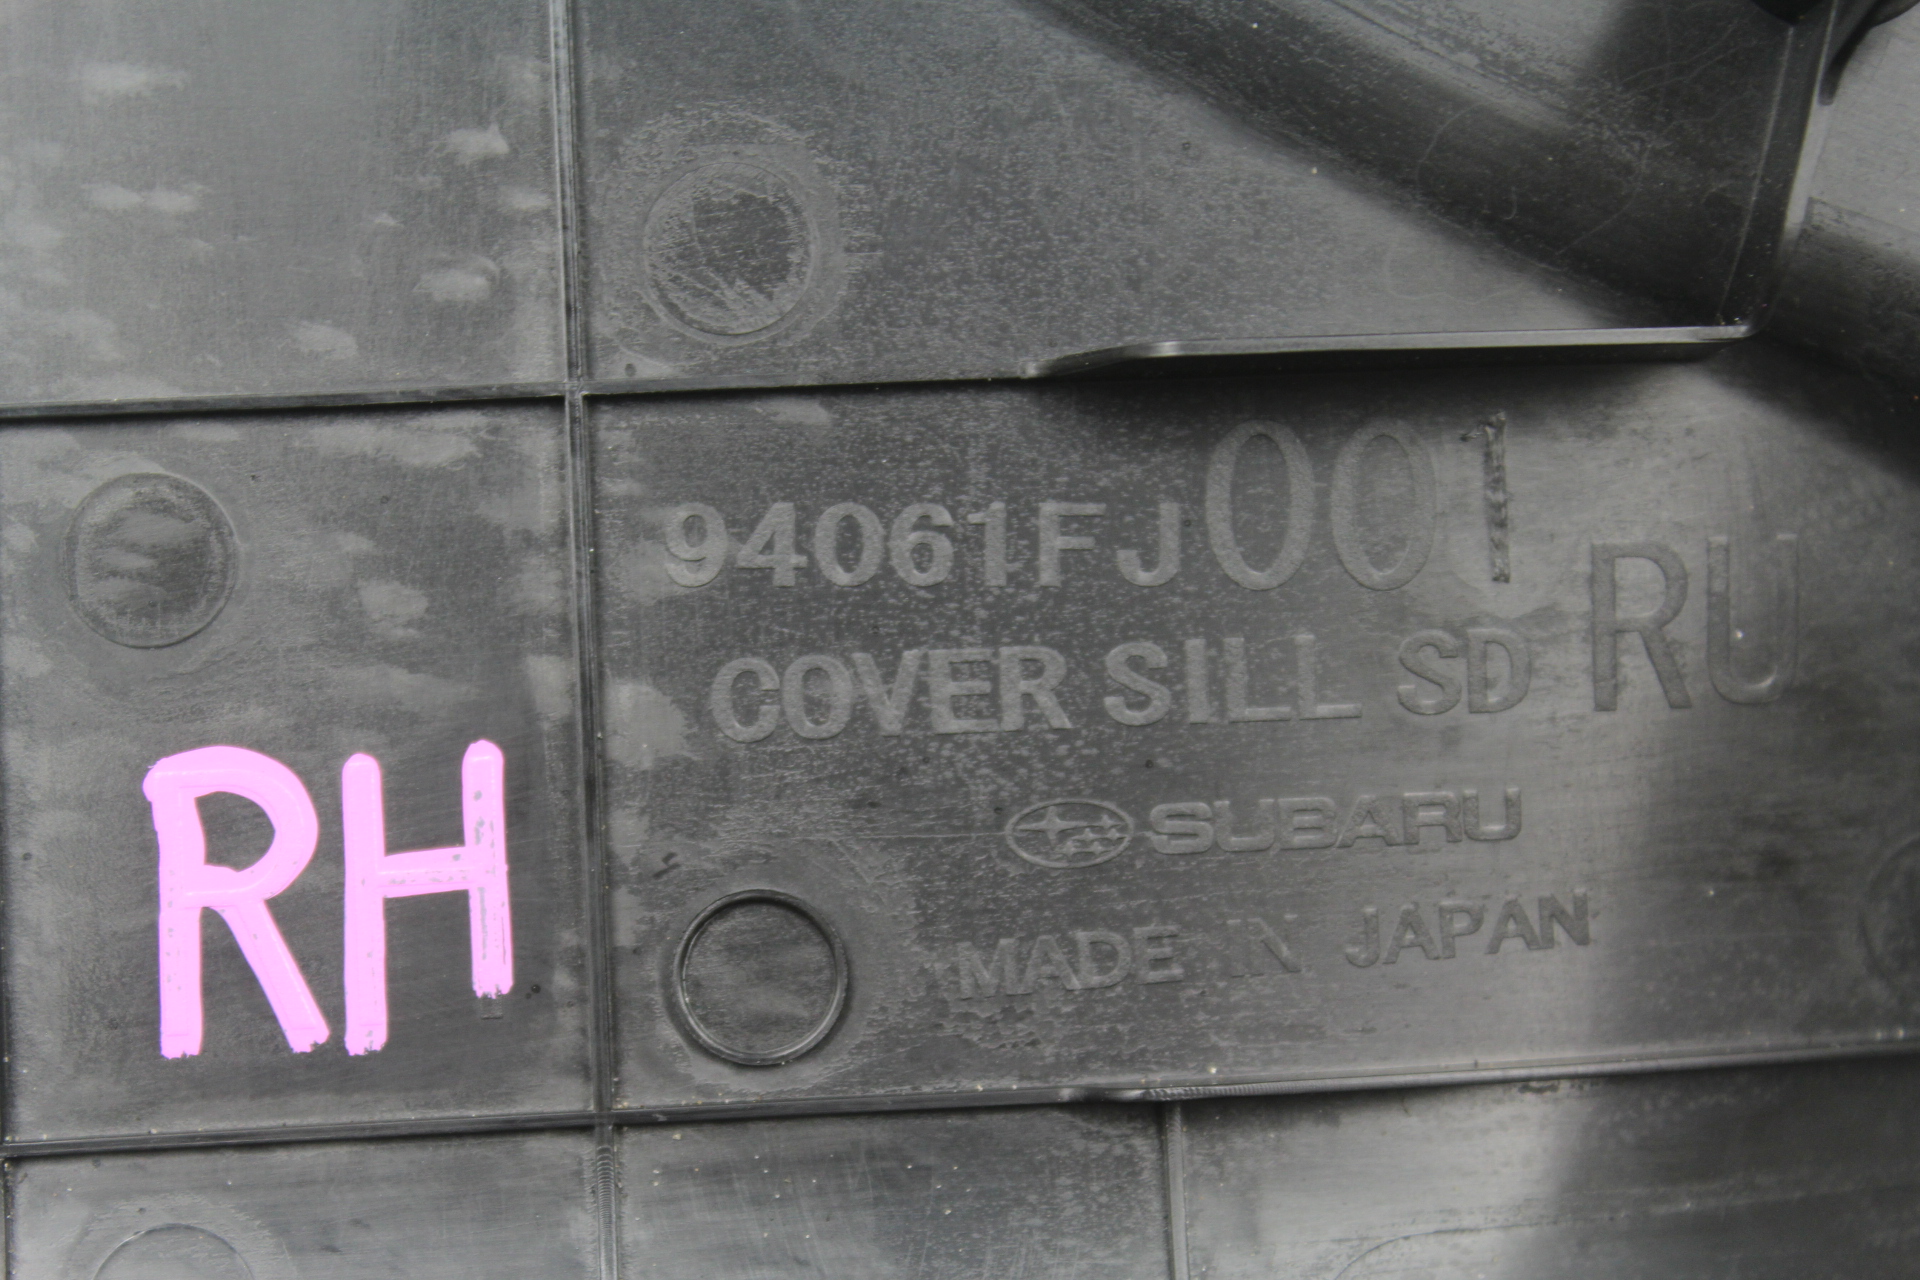 94061FJ001
COVER SILL SD RU
RH
SUBARU
MADE IN JAPAN